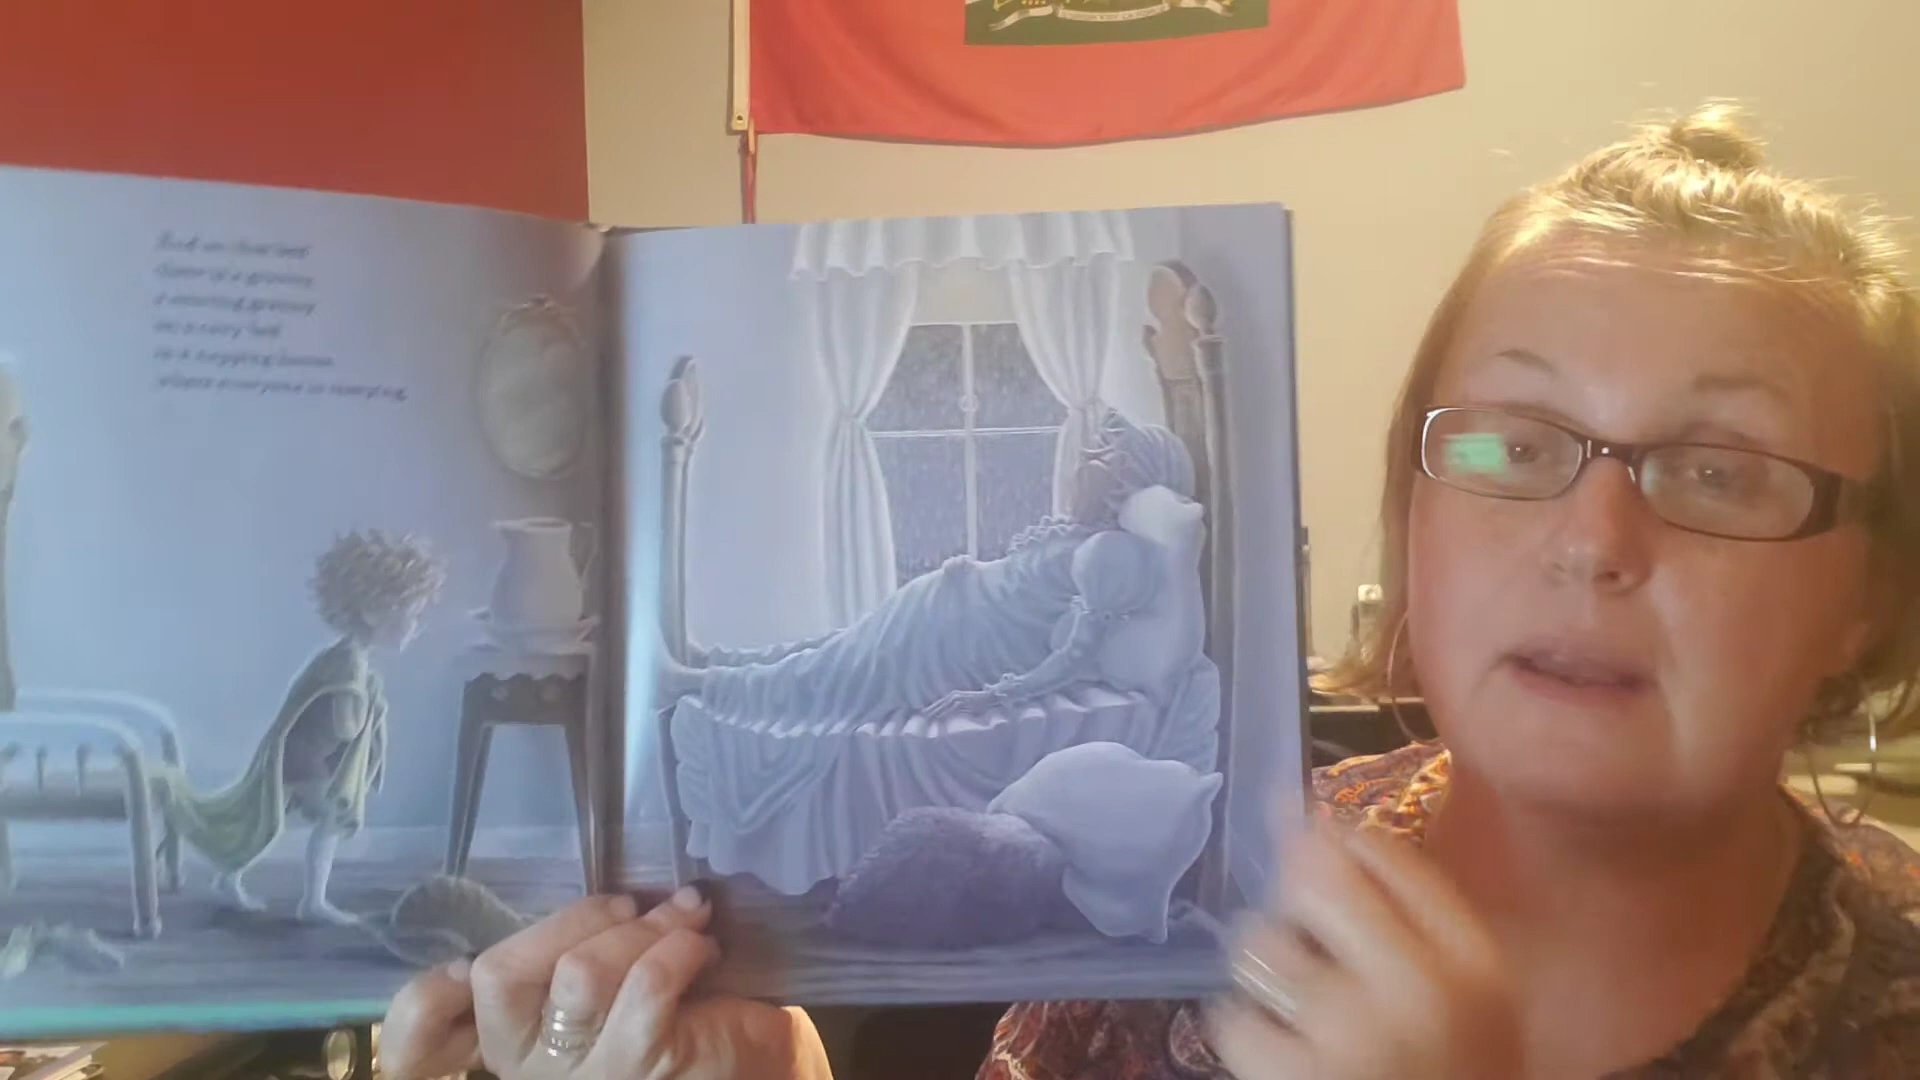 And on that bed
there is a granny,
a snoring granny
on a cozy bed
in a napping house,
where everyone is sleeping.